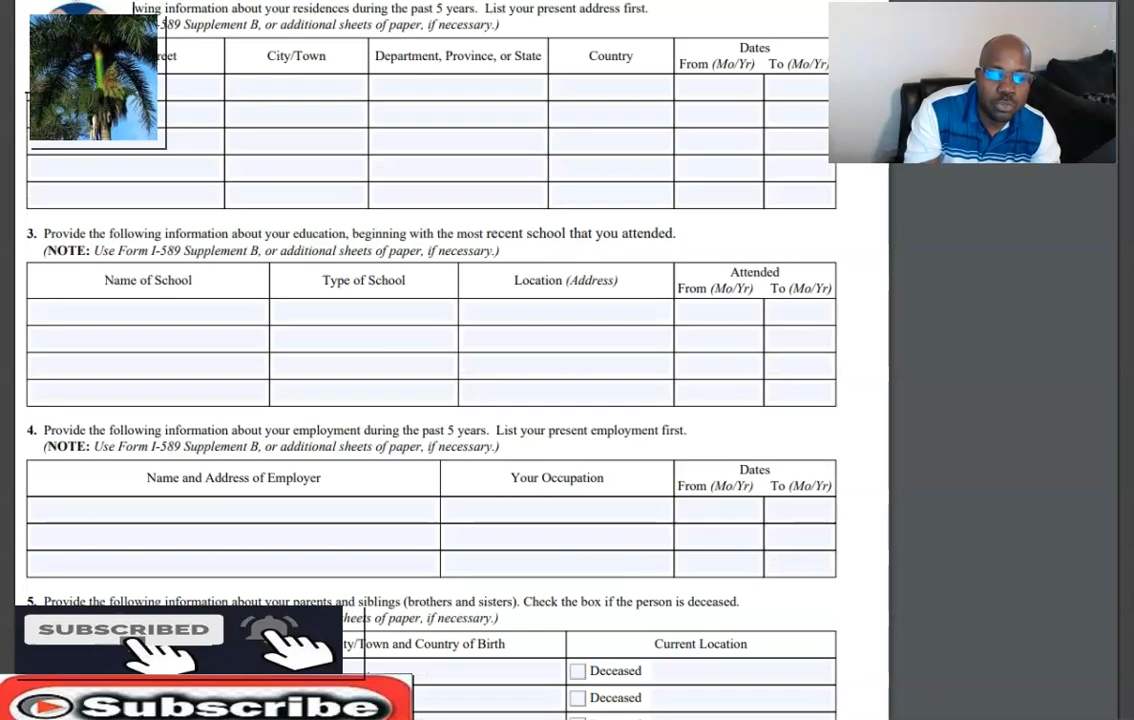 wing information about your residences during the past 5 years. List your present address first.
-589 Supplement B, or additional sheets of paper, if necessary.)
reet City/Town Department, Province, or State Country Dates
From (Mo/Yr) To (Mo/Yr)
3. Provide the following information about your education, beginning with the most recent school that you attended.
(NOTE: Use Form I-589 Supplement B, or additional sheets of paper, if necessary.)
Name of School Type of School Location (Address) Attended
From (Mo/Yr) To (Mo/Yr)
4. Provide the following information about your employment during the past 5 years. List your present employment first.
(NOTE: Use Form I-589 Supplement B, or additional sheets of paper, if necessary.)
Name and Address of Employer Your Occupation Dates
From (Mo/Yr) To (Mo/Yr)
5. Provide the following information about your parents and siblings (brothers and sisters). Check the box if the person is deceased.
heets of paper, if necessary.)
SUBSCRIBED
ty/Town and Country of Birth Current Location
Deceased
Deceased
Subscribe